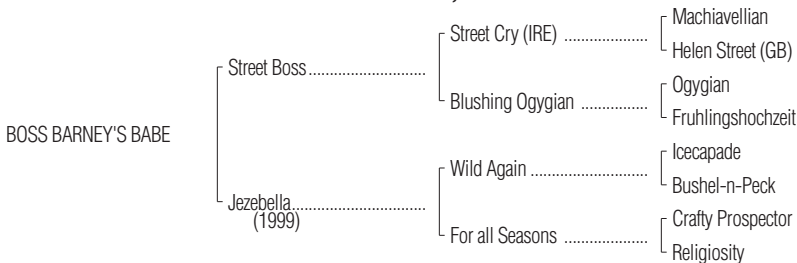 Machiavellian
Street Cry (IRE) ....................
Helen Street (GB)
Street Boss ............................
Ogygian
Blushing Ogygian ................
Fruhlingshochzeit
BOSS BARNEY'S BABE
Icecapade
Wild Again ............................
Bushel-n-Peck
Jezebella ................................
(1999)
Crafty Prospector
For all Seasons ....................
Religiosity